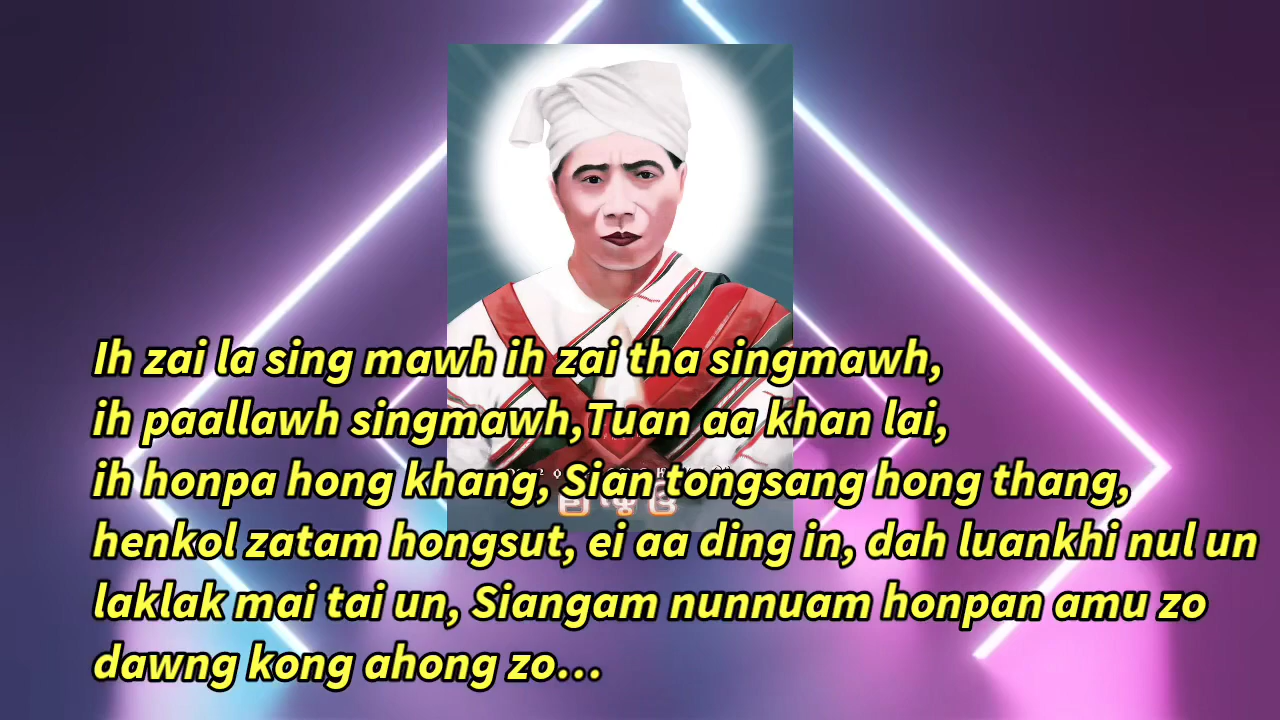 Ih zai la sing mawh ih zai tha singmawh,
ih paallawh singmawh,Tuan aa khan lai,
ih honpa hong khang, Sian tongsang hong thang,
henkol zatam hongsut, ei aa ding in, dah luankhi nul un
laklak mai tai un, Siangam nunnuam honpan amu zo
dawng kong ahong zo...